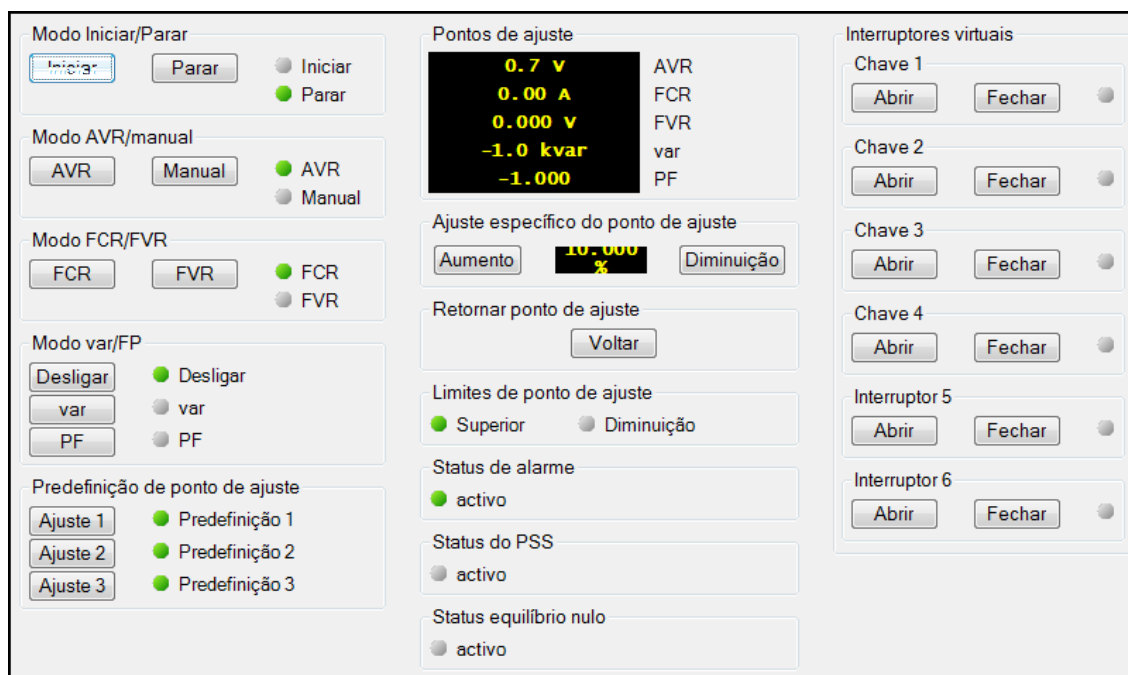 Modo Iniciar/Parar
Iniciar Parar Iniciar
Parar
Modo AVR/manual
AVR Manual AVR
Manual
Modo FCR/FVR
FCR FVR FCR
FVR
Modo var/FP
Desligar Desligar
var var
PF PF
Predefinição de ponto de ajuste
Ajuste 1 Predefinição 1
Ajuste 2 Predefinição 2
Ajuste 3 Predefinição 3
Pontos de ajuste
0.7 V AVR
0.00 A FCR
0.000 V FVR
-1.0 kvar var
-1.000 PF
Ajuste específico do ponto de ajuste
Aumento 10.000 % Diminuição
Retornar ponto de ajuste
Voltar
Limites de ponto de ajuste
Superior Diminuição
Status de alarme
activo
Status do PSS
activo
Status equilíbrio nulo
activo
Interruptores virtuais
Chave 1
Abrir Fechar
Chave 2
Abrir Fechar
Chave 3
Abrir Fechar
Chave 4
Abrir Fechar
Interruptor 5
Abrir Fechar
Interruptor 6
Abrir Fechar